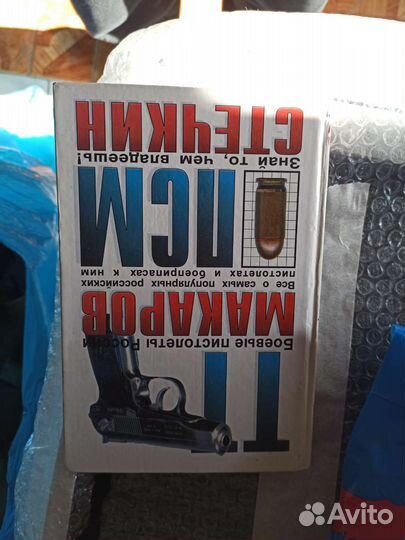 ТТ
Боевые пистолеты России
МАКАРОВ
Все о самых популярных российских
пистолетах и боеприпасах к ним
ПСМ
Знай то, чем владеешь!
СТЕЧКИН
Avito